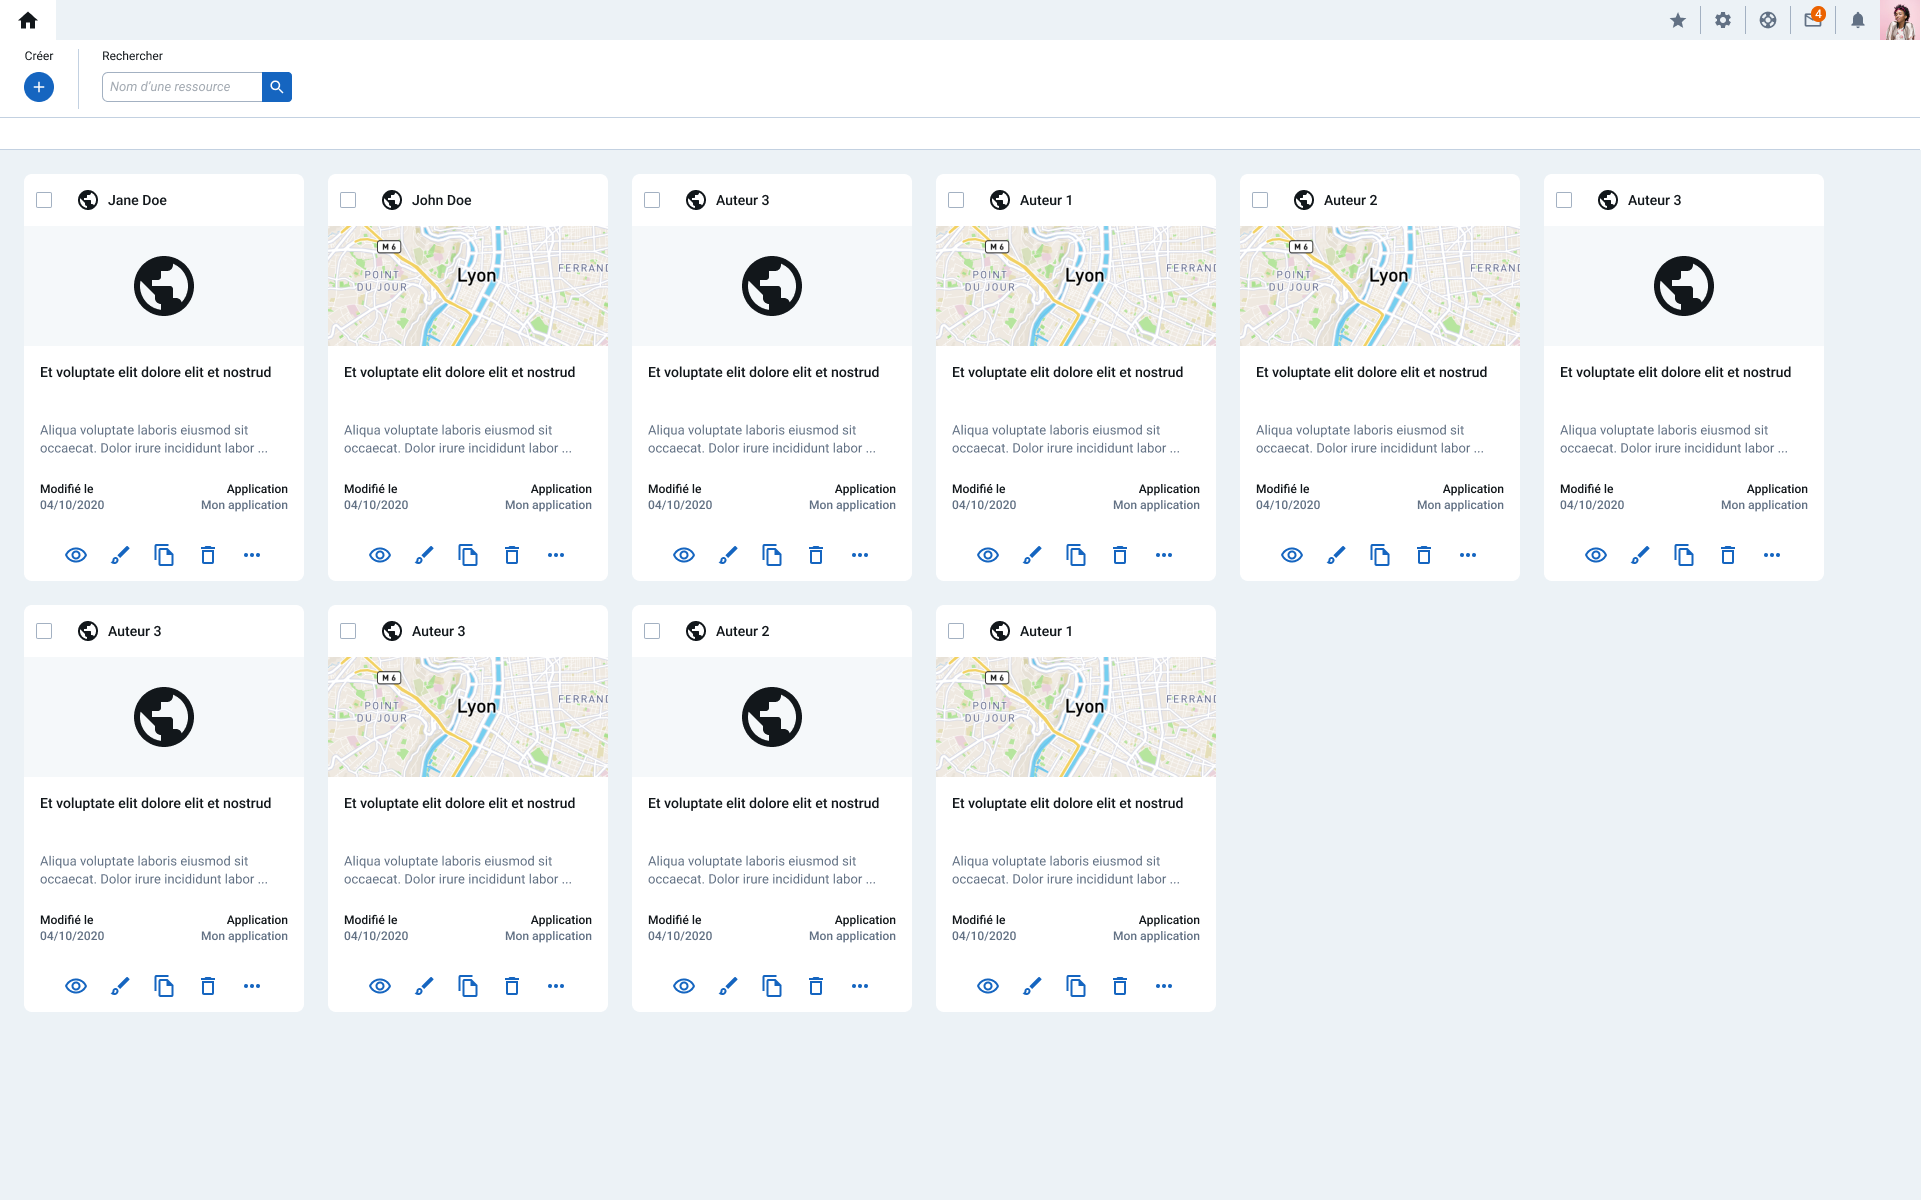 4
Créer
Rechercher
Nom d'une ressource
Jane Doe
John Doe
Auteur 3
Auteur 1
Auteur 2
Auteur 3
M 6
POINT
DU JOUR
Lyon
FERRAND
M 6
POINT
DU JOUR
Lyon
FERRAND
M 6
POINT
DU JOUR
Lyon
FERRAND
Et voluptate elit dolore elit et nostrud
Et voluptate elit dolore elit et nostrud
Et voluptate elit dolore elit et nostrud
Et voluptate elit dolore elit et nostrud
Et voluptate elit dolore elit et nostrud
Et voluptate elit dolore elit et nostrud
Aliqua voluptate laboris eiusmod sit
occaecat. Dolor irure incididunt labor ...
Aliqua voluptate laboris eiusmod sit
occaecat. Dolor irure incididunt labor ...
Aliqua voluptate laboris eiusmod sit
occaecat. Dolor irure incididunt labor ...
Aliqua voluptate laboris eiusmod sit
occaecat. Dolor irure incididunt labor ...
Aliqua voluptate laboris eiusmod sit
occaecat. Dolor irure incididunt labor ...
Aliqua voluptate laboris eiusmod sit
occaecat. Dolor irure incididunt labor ...
Modifié le Application
04/10/2020 Mon application
Modifié le Application
04/10/2020 Mon application
Modifié le Application
04/10/2020 Mon application
Modifié le Application
04/10/2020 Mon application
Modifié le Application
04/10/2020 Mon application
Modifié le Application
04/10/2020 Mon application
Auteur 3
Auteur 3
Auteur 2
Auteur 1
M 6
POINT
DU JOUR
Lyon
FERRAND
M 6
POINT
DU JOUR
Lyon
FERRAND
Et voluptate elit dolore elit et nostrud
Et voluptate elit dolore elit et nostrud
Et voluptate elit dolore elit et nostrud
Et voluptate elit dolore elit et nostrud
Aliqua voluptate laboris eiusmod sit
occaecat. Dolor irure incididunt labor ...
Aliqua voluptate laboris eiusmod sit
occaecat. Dolor irure incididunt labor ...
Aliqua voluptate laboris eiusmod sit
occaecat. Dolor irure incididunt labor ...
Aliqua voluptate laboris eiusmod sit
occaecat. Dolor irure incididunt labor ...
Modifié le Application
04/10/2020 Mon application
Modifié le Application
04/10/2020 Mon application
Modifié le Application
04/10/2020 Mon application
Modifié le Application
04/10/2020 Mon application